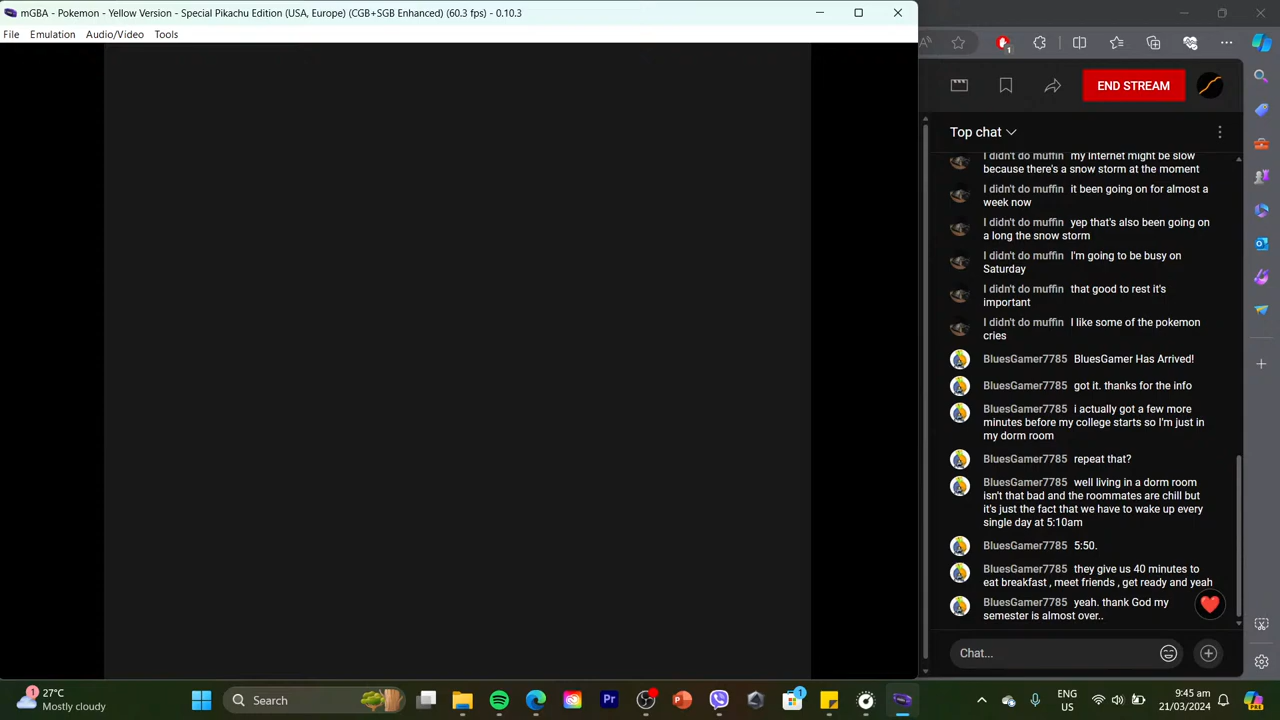 mGBA - Pokemon - Yellow Version - Special Pikachu Edition (USA, Europe) (CGB+SGB Enhanced) (60.3 fps) - 0.10.3
File Emulation Audio/Video Tools
1
END STREAM
Top chat
I didn't do muffin my Internet might be slow
because there's a snow storm at the moment
I didn't do muffin it been going on for almost a
week now
I didn't do muffin yep that's also been going on
a long the snow storm
I didn't do muffin I'm going to be busy on
Saturday
I didn't do muffin that good to rest it's
important
I didn't do muffin I like some of the pokemon
cries
BluesGamer7785 BluesGamer Has Arrived!
BluesGamer7785 got it. thanks for the info
BluesGamer7785 i actually got a few more
minutes before my college starts so I'm just in
my dorm room
BluesGamer7785 repeat that?
BluesGamer7785 well living in a dorm room
isn't that bad and the roommates are chill but
it's just the fact that we have to wake up every
single day at 5:10am
BluesGamer7785 5:50.
BluesGamer7785 they give us 40 minutes to
eat breakfast , meet friends , get ready and yeah
BluesGamer7785 yeah. thank God my
semester is almost over..
Chat...
1
27°C
Mostly cloudy
Search
Pr
1
ENG
US
9:45 am
21/03/2024